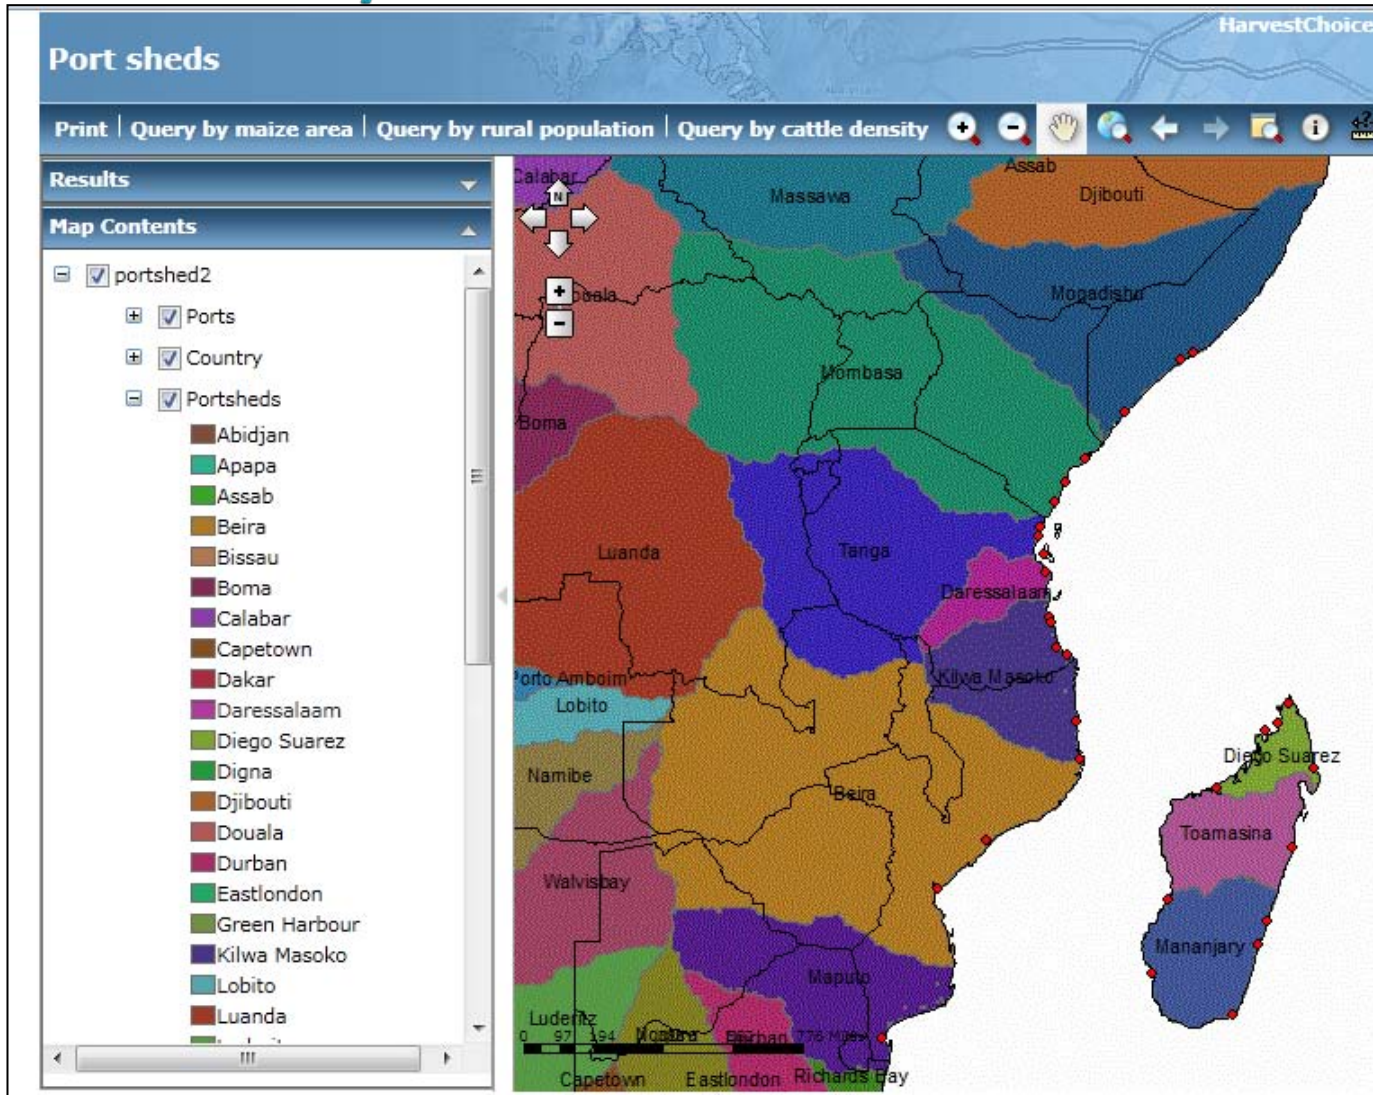 HarvestChoice
Port sheds
Print | Query by maize area | Query by rural population | Query by cattle density
Results
Map Contents
portshed2
Ports
Country
Portsheds
Abidjan
Apapa
Assab
Beira
Bissau
Boma
Calabar
Capetown
Dakar
Daressalaam
Diego Suarez
Digna
Djibouti
Douala
Durban
Eastlondon
Green Harbour
Kilwa Masoko
Lobito
Luanda
Calabar
Assab
Massawa
Djibouti
N
Mogadishu
Mombasa
Boma
Luanda
Tanga
Daressalaam
Porto Amboim
Kilwa Masoko
Lobito
Diego Suarez
Namibe
Beira
Toamasina
Walvisbay
Mananjary
Maputo
Luderitz
0 97 194
Durban
776 Miles
Capetown
Eastlondon
Richards Bay